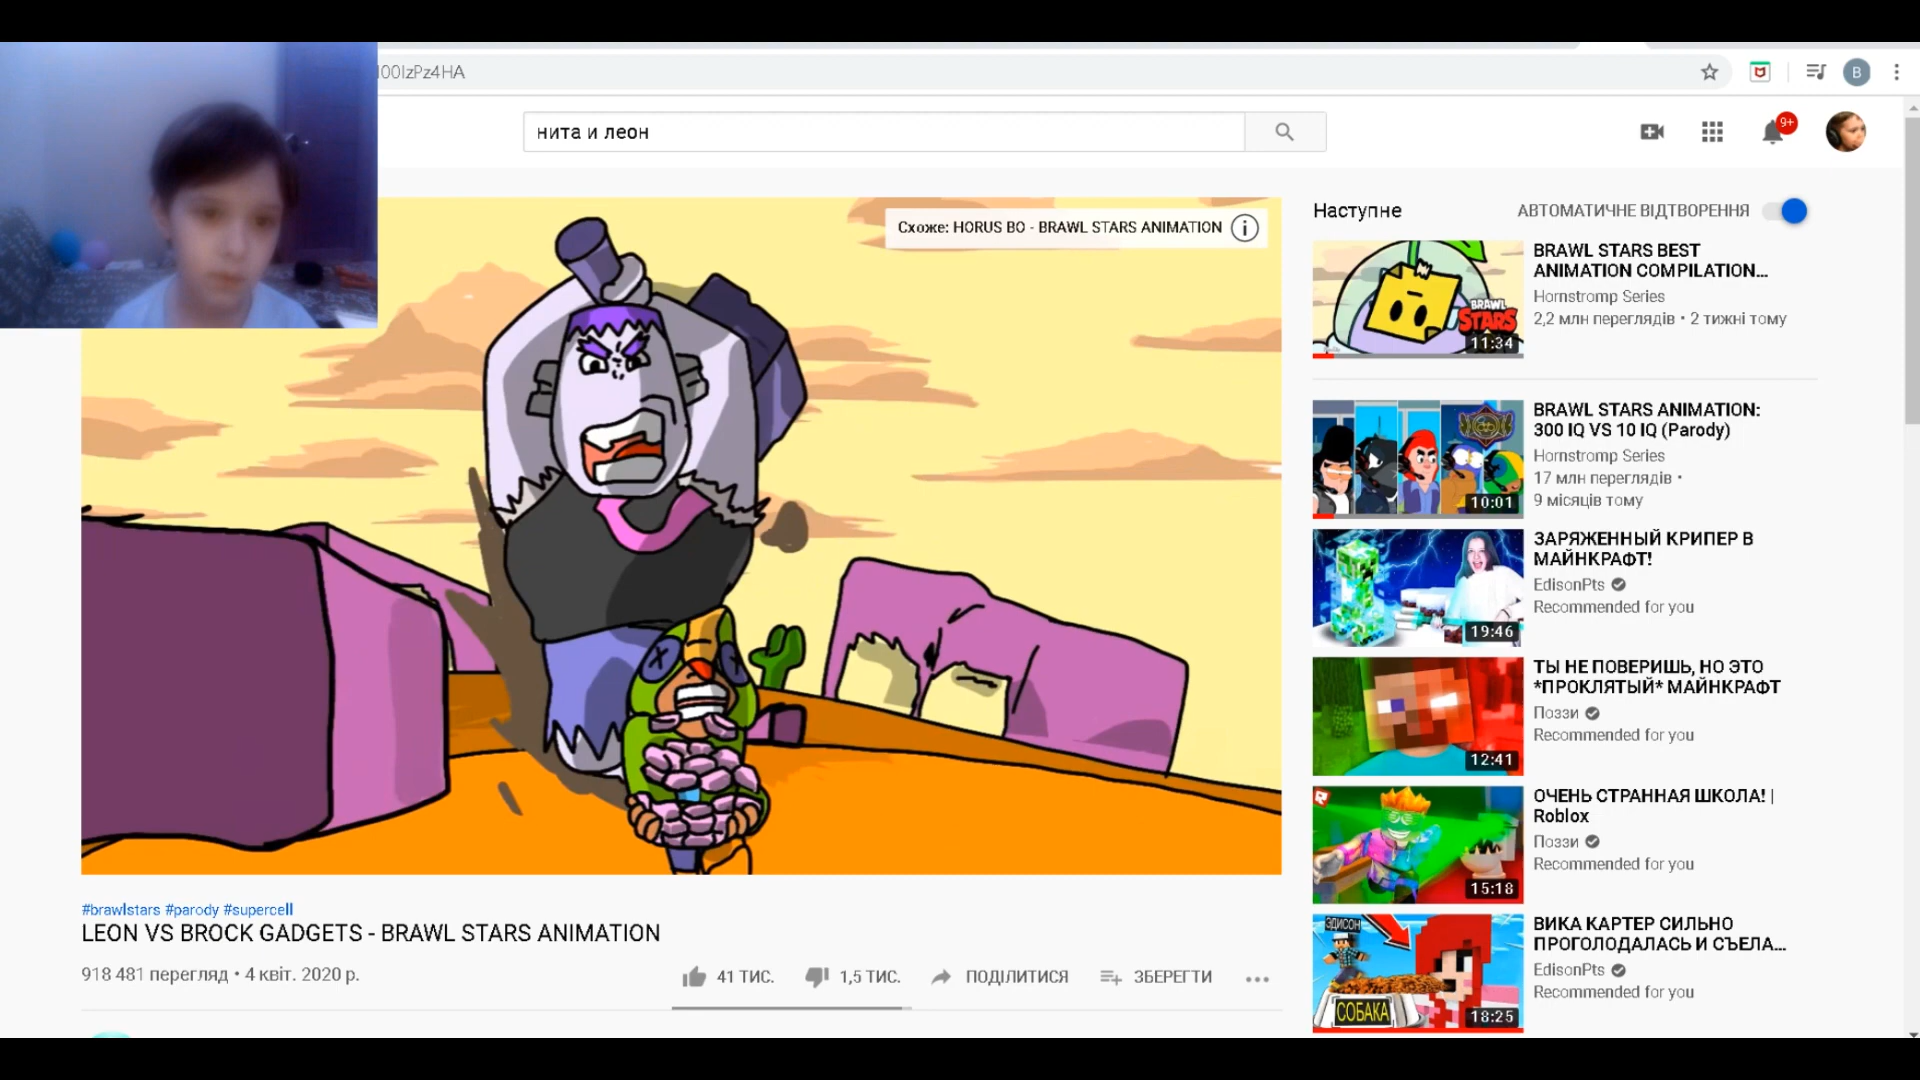 I00IzPz4HA
B
нита и леон
9+
Схоже: HORUS BO - BRAWL STARS ANIMATION
Наступне
АВТОМАТИЧНЕ ВІДТВОРЕННЯ
BRAWL STARS
11:34
BRAWL STARS BEST
ANIMATION COMPILATION...
Hornstromp Series
2,2 млн переглядів • 2 тижні тому
10:01
BRAWL STARS ANIMATION:
300 IQ VS 10 IQ (Parody)
Hornstromp Series
17 млн переглядів •
9 місяців тому
19:46
ЗАРЯЖЕННЫЙ КРИПЕР В
МАЙНКРАФТ!
EdisonPts
Recommended for you
12:41
ТЫ НЕ ПОВЕРИШЬ, НО ЭТО
*ПРОКЛЯТЫЙ* МАЙНКРАФТ
Поззи
Recommended for you
15:18
ОЧЕНЬ СТРАННАЯ ШКОЛА! |
Roblox
Поззи
Recommended for you
ЭДИСОН
СОБАКА
18:25
ВИКА КАРТЕР СИЛЬНО
ПРОГОЛОДАЛАСЬ И СЪЕЛА...
EdisonPts
Recommended for you
#brawlstars #parody #supercell
LEON VS BROCK GADGETS - BRAWL STARS ANIMATION
918 481 перегляд • 4 квіт. 2020 р.
41 ТИС.
1,5 ТИС.
ПОДІЛИТИСЯ
ЗБЕРЕГТИ